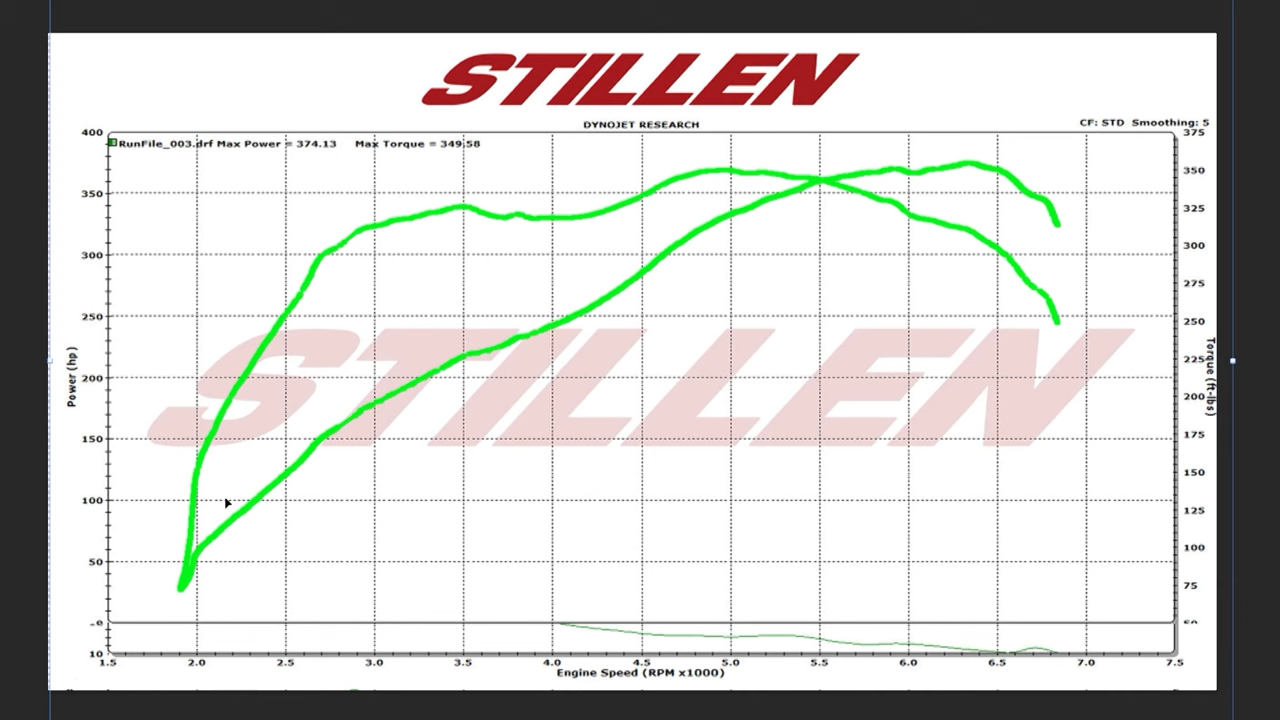 STILLEN
DYNOJET RESEARCH
CF: STD Smoothing: 5
RunFile_003.drf Max Power = 374.13 Max Torque = 349.58
400
350
300
250
200
150
100
50
10
Power (hp)
375
350
325
300
275
250
225
200
175
150
125
100
75
Torque (ft-lbs)
STILLEN
1.5 2.0 2.5 3.0 3.5 4.0 4.5 5.0 5.5 6.0 6.5 7.0 7.5
Engine Speed (RPM x1000)